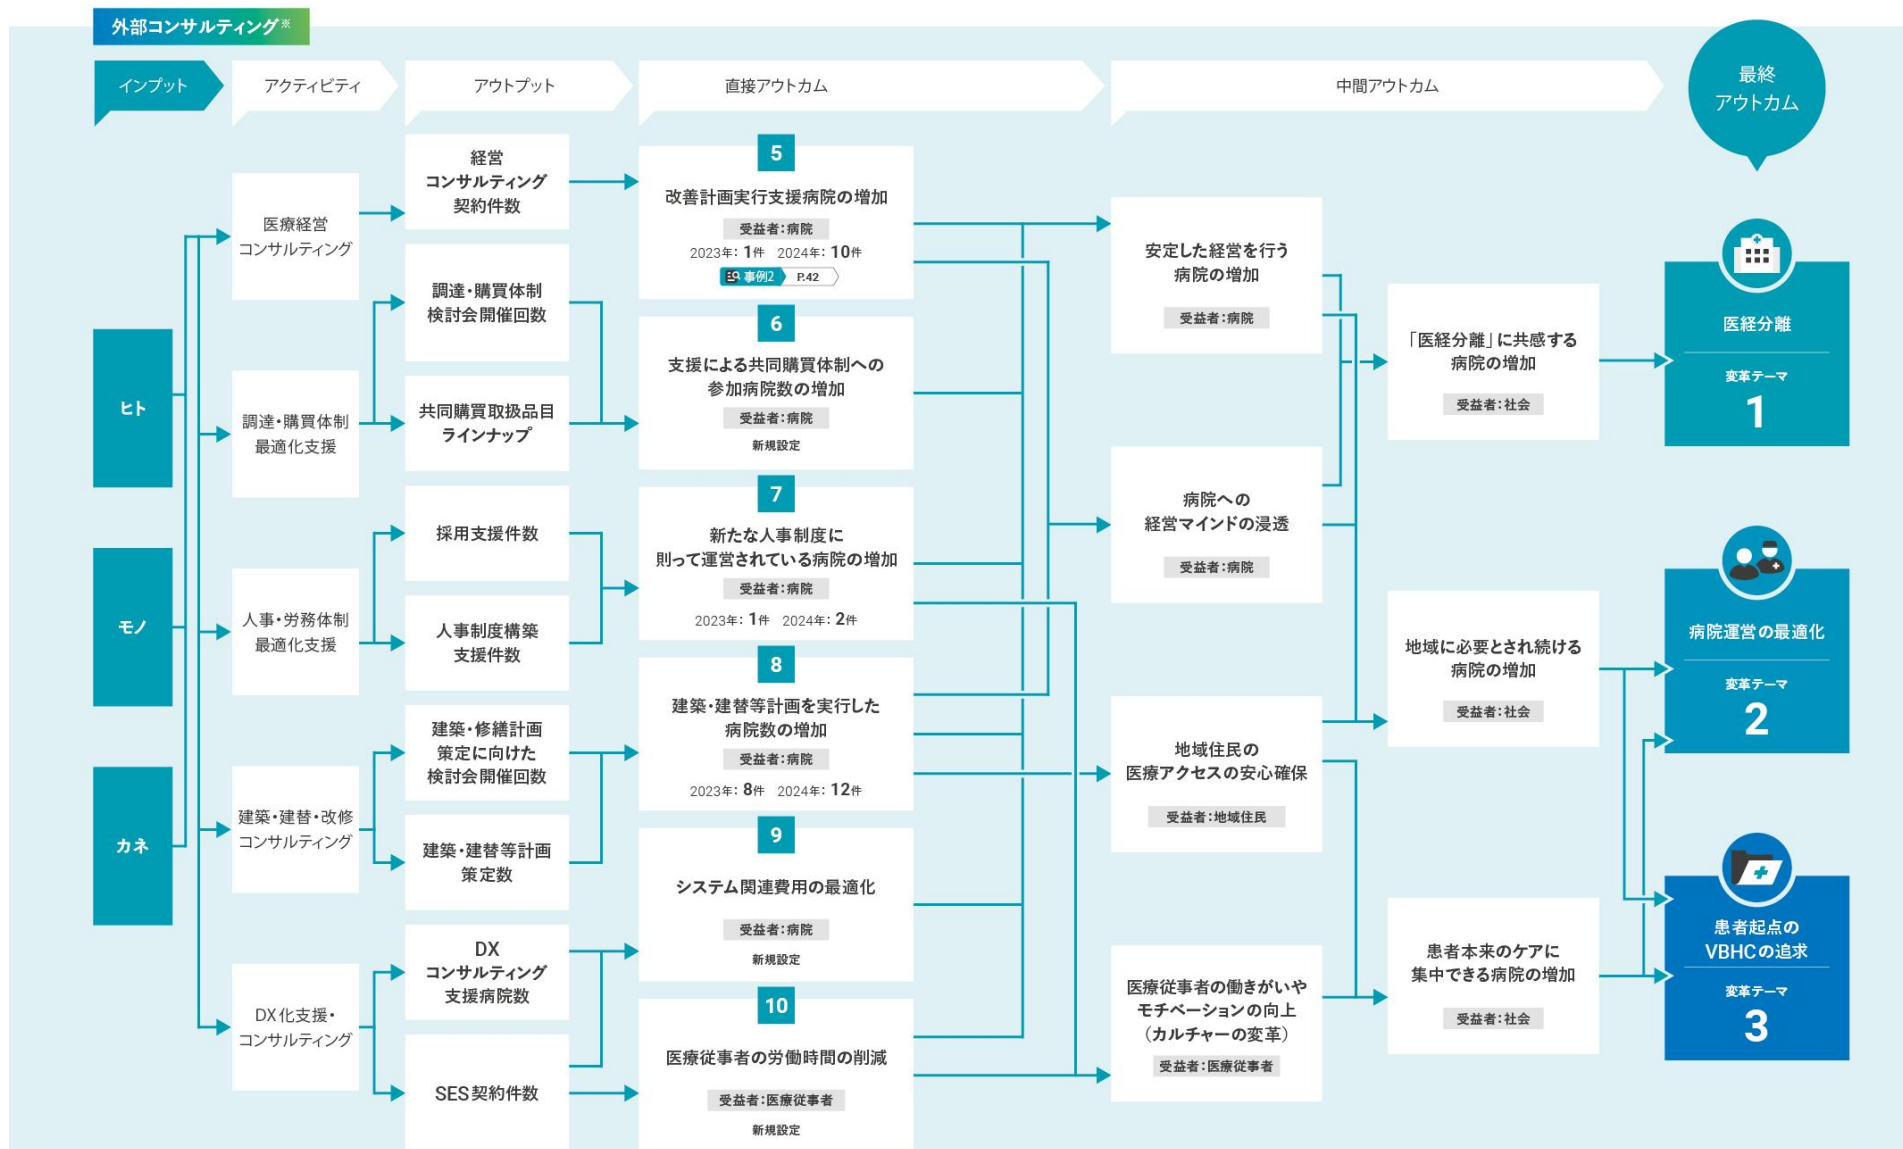 外部コンサルティング※
インプット
アクティビティ
アウトプット
直接アウトカム
中間アウトカム
最終
アウトカム
ヒト
モノ
カネ
医療経営
コンサルティング
調達・購買体制
最適化支援
人事・労務体制
最適化支援
建築・建替・改修
コンサルティング
DX化支援・
コンサルティング
経営
コンサルティング
契約件数
調達・購買体制
検討会開催回数
共同購買取扱品目
ラインナップ
採用支援件数
人事制度構築
支援件数
建築・修繕計画
策定に向けた
検討会開催回数
建築・建替等計画
策定数
DX
コンサルティング
支援病院数
SES契約件数
5
改善計画実行支援病院の増加
受益者：病院
2023年：1件 2024年：10件
事例2 P.42
6
支援による共同購買体制への
参加病院数の増加
受益者：病院
新規設定
7
新たな人事制度に
則って運営されている病院の増加
受益者：病院
2023年：1件 2024年：2件
8
建築・建替等計画を実行した
病院数の増加
受益者：病院
2023年：8件 2024年：12件
9
システム関連費用の最適化
受益者：病院
新規設定
10
医療従事者の労働時間の削減
受益者：医療従事者
新規設定
安定した経営を行う
病院の増加
受益者：病院
病院への
経営マインドの浸透
受益者：病院
地域住民の
医療アクセスの安心確保
受益者：地域住民
医療従事者の働きがいや
モチベーションの向上
（カルチャーの変革）
受益者：医療従事者
「医経分離」に共感する
病院の増加
受益者：社会
地域に必要とされ続ける
病院の増加
受益者：社会
患者本来のケアに
集中できる病院の増加
受益者：社会
医経分離
変革テーマ
1
病院運営の最適化
変革テーマ
2
患者起点の
VBHCの追求
変革テーマ
3